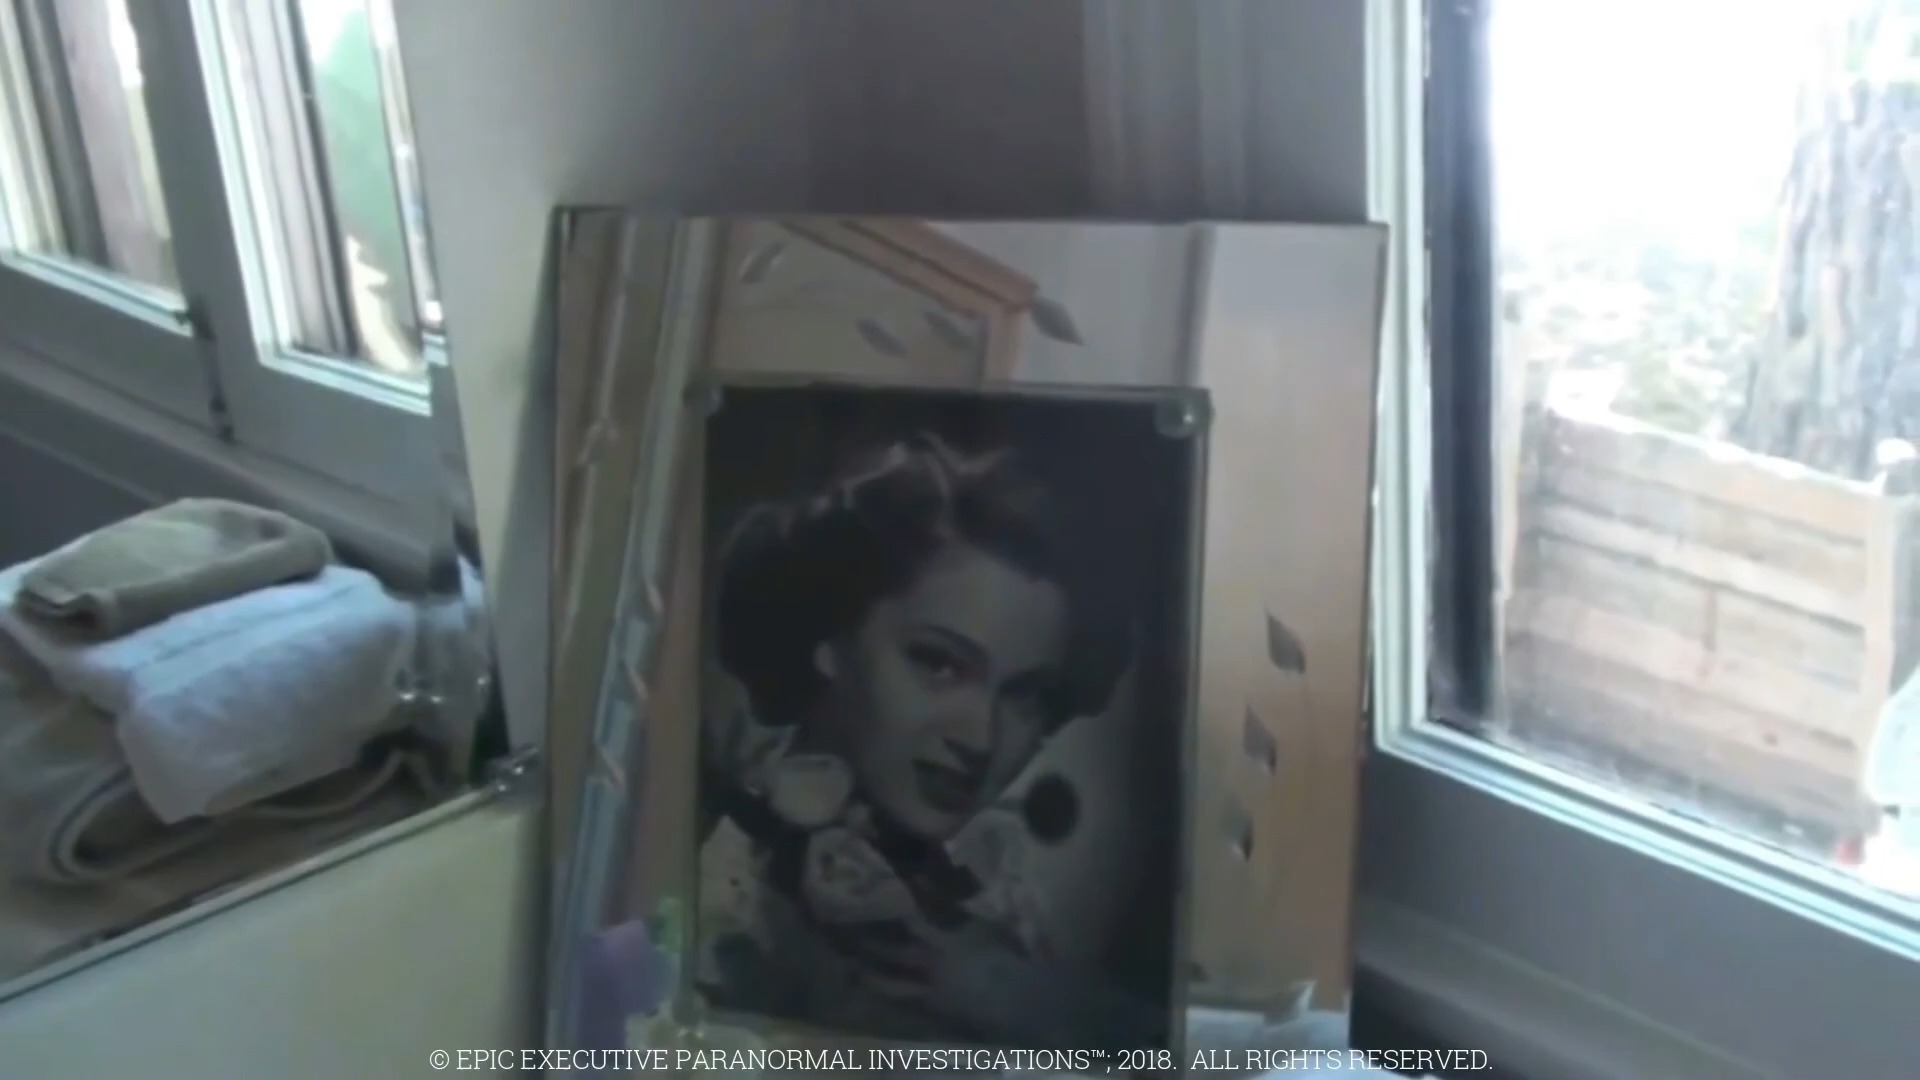 © EPIC EXECUTIVE PARANORMAL INVESTIGATIONS™; 2018. ALL RIGHTS RESERVED.